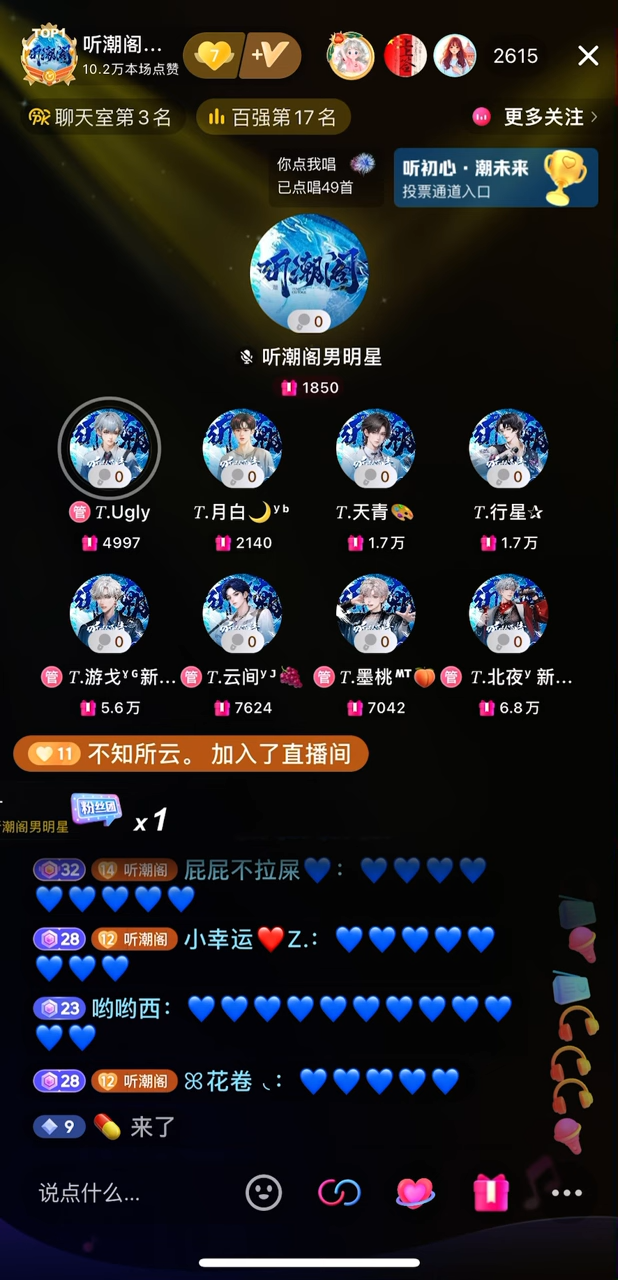 TOP1
听潮阁
听潮阁...
10.2万本场点赞
7
+
2615
聊天室第3名
百强第17名
更多关注
你点我唱
已点唱49首
听初心·潮未来
投票通道入口
听潮阁
0
听潮阁男明星
1850
0 0 0 0
管 T.Ugly T.月白🌙ʸᵇ T.天青🎨 T.行星✰
4997 2140 1.7万 1.7万
0 0 0 0
管 T.游戈ʸᴳ新... 管 T.云间ʸᴶ🍇 管 T.墨桃ᴹᵀ🍑 管 T.北夜ʸ 新...
5.6万 7624 7042 6.8万
11 不知所云。 加入了直播间
粉丝团
潮阁男明星
x1
32 14 听潮阁 屁屁不拉屎💙：💙💙💙💙
💙💙💙💙💙
28 12 听潮阁 小幸运❤️Z.：💙💙💙💙💙
💙💙💙
23 哟哟西：💙💙💙💙💙💙💙💙💙💙
💙💙
28 12 听潮阁 ꕤ花卷 ◟：💙💙💙💙💙
9 💊 来了
说点什么...